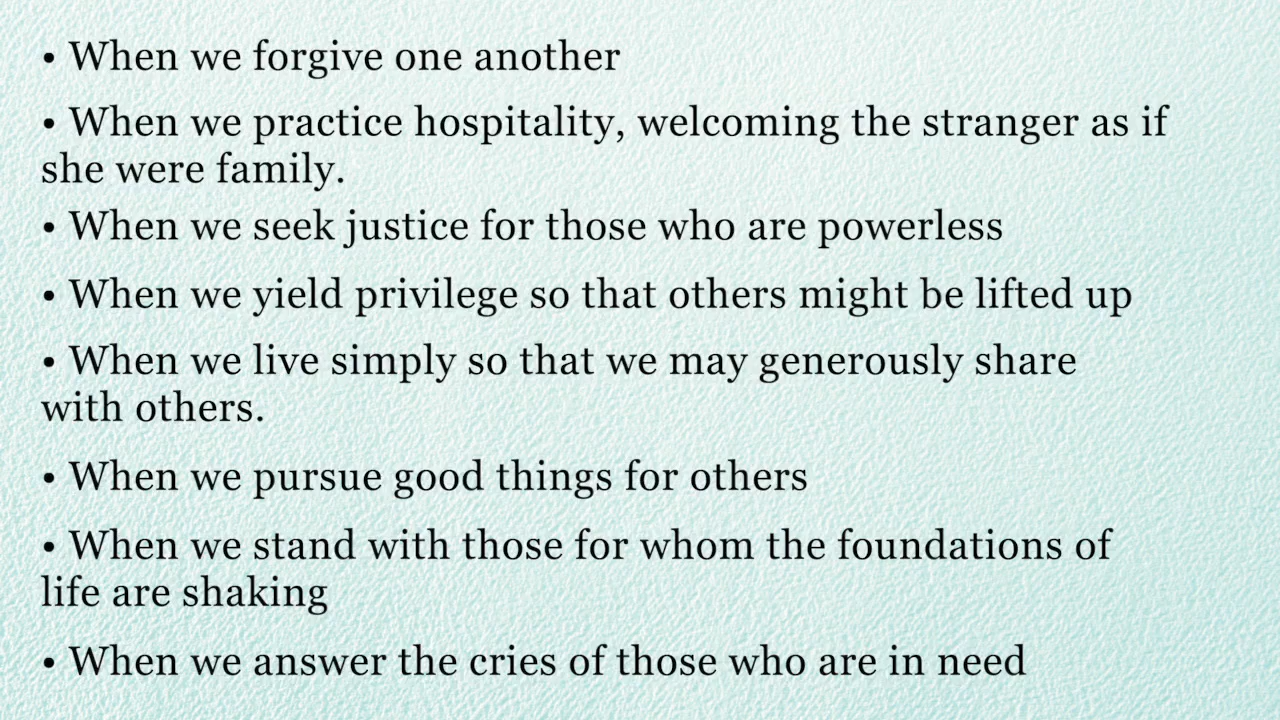 • When we forgive one another
• When we practice hospitality, welcoming the stranger as if
she were family.
• When we seek justice for those who are powerless
• When we yield privilege so that others might be lifted up
• When we live simply so that we may generously share
with others.
• When we pursue good things for others
• When we stand with those for whom the foundations of
life are shaking
• When we answer the cries of those who are in need